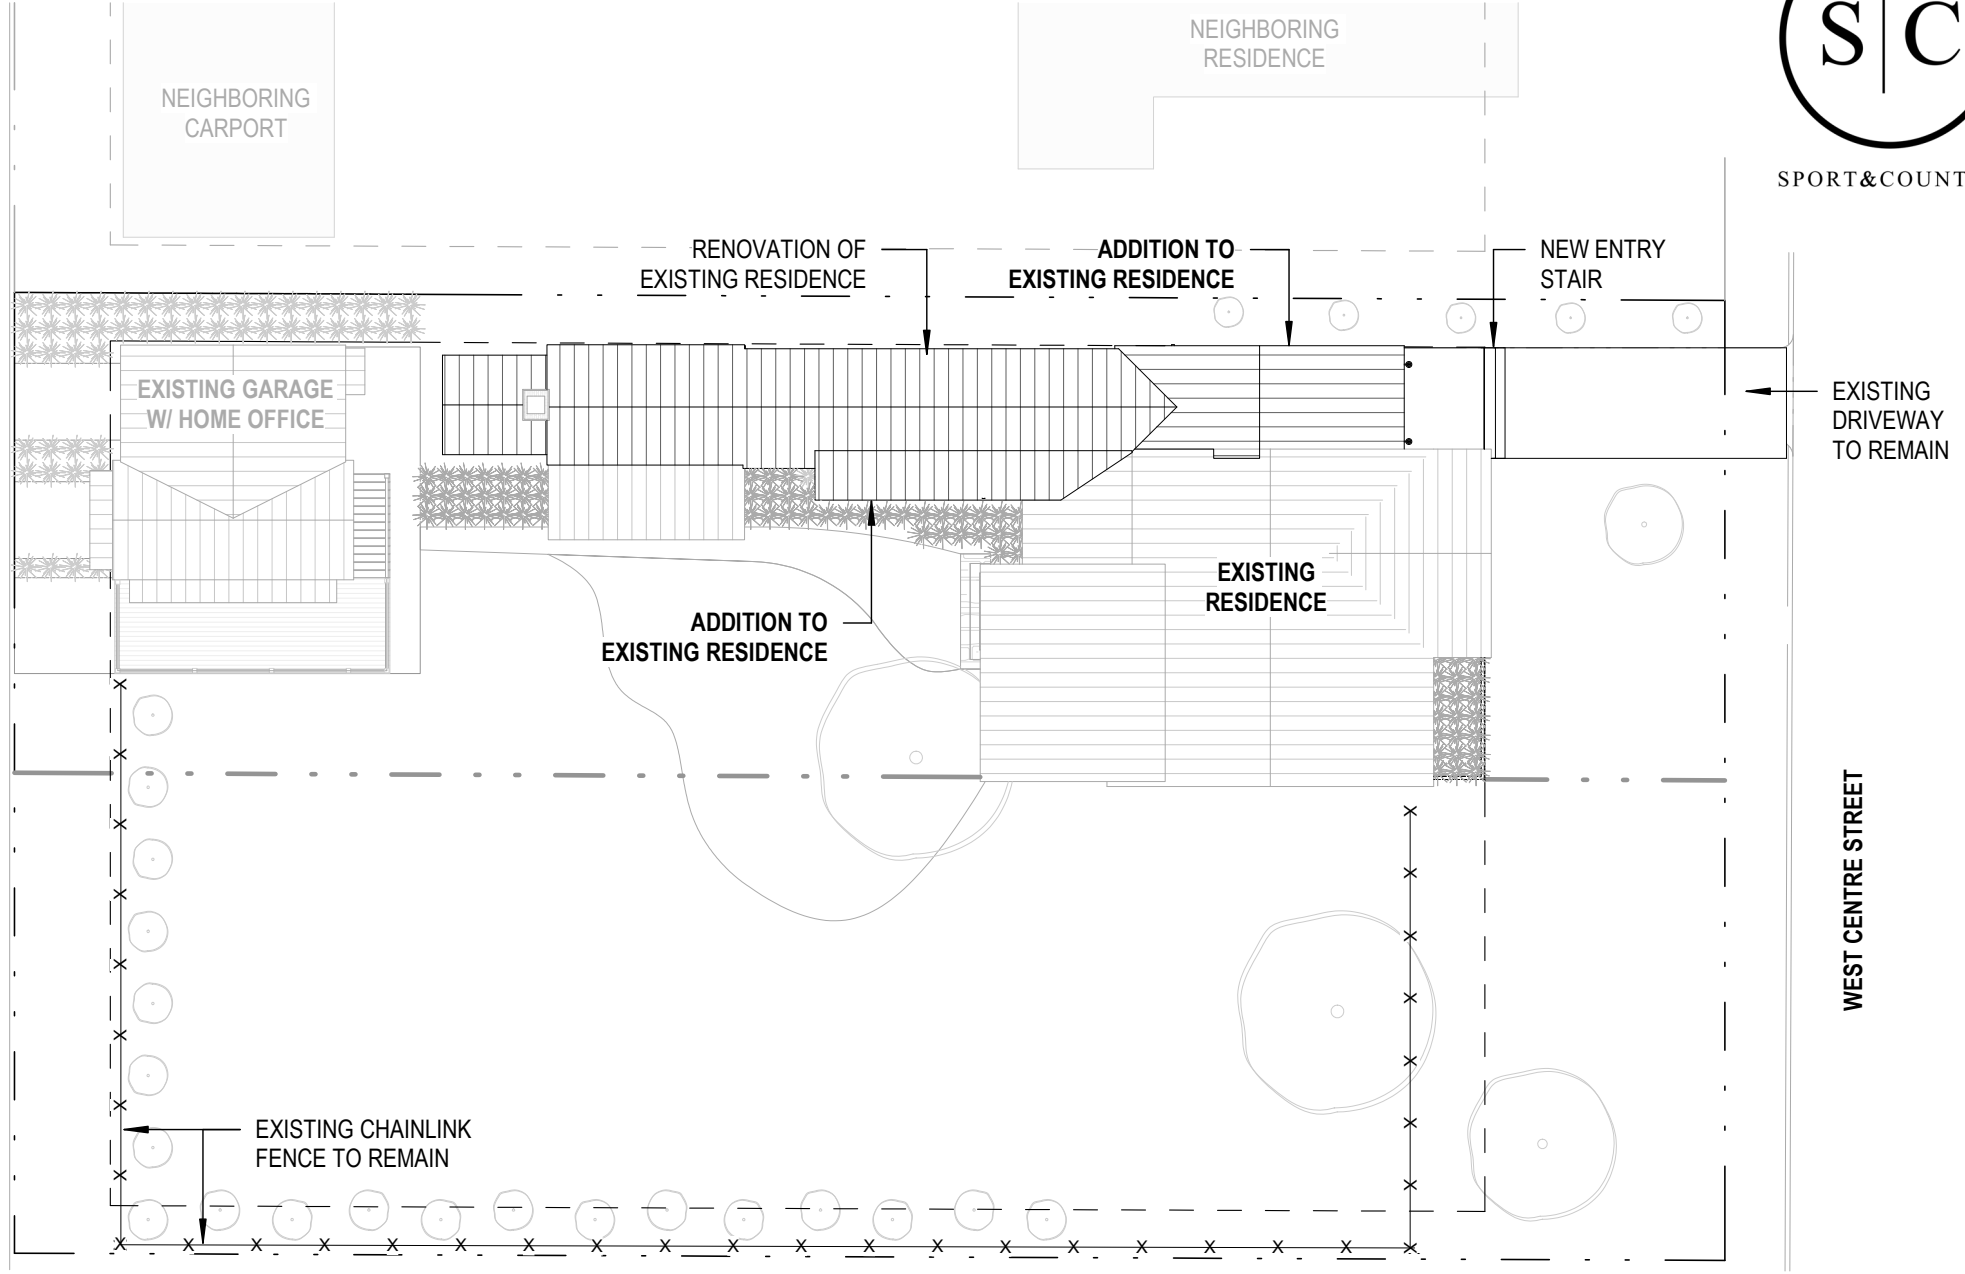 NEIGHBORING
RESIDENCE
S|C
NEIGHBORING
CARPORT
SPORT&COUNT
RENOVATION OF
EXISTING RESIDENCE
ADDITION TO
EXISTING RESIDENCE
NEW ENTRY
STAIR
EXISTING GARAGE
W/ HOME OFFICE
EXISTING
DRIVEWAY
TO REMAIN
EXISTING
RESIDENCE
ADDITION TO
EXISTING RESIDENCE
WEST CENTRE STREET
EXISTING CHAINLINK
FENCE TO REMAIN